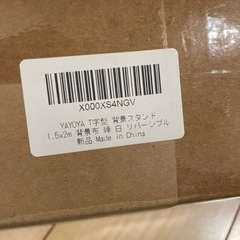 X000XS4NGV
YAYOYA T字型 背景スタンド
1.5x2m 背景布 緑 白 リバーシブル
新品 Made in China